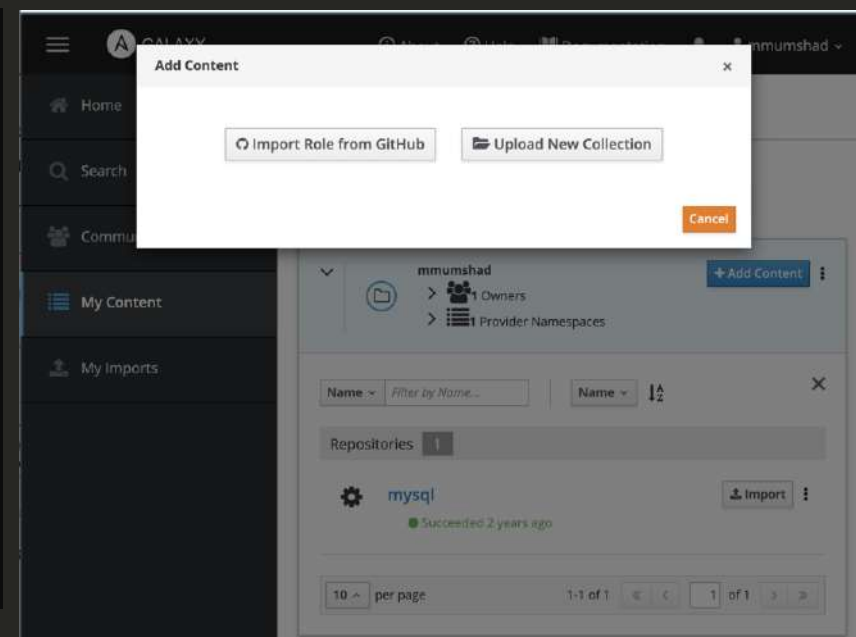 Add Content
×
Import Role from GitHub
Upload New Collection
Cancel
mmumshad
Home
Search
My Content
My Imports
mmumshad
1 Owners
1 Provider Namespaces
+ Add Content
Name
Filter by Name...
Name
Repositories 1
mysql
Succeeded 2 years ago
Import
10 per page
1-1 of 1
1 of 1